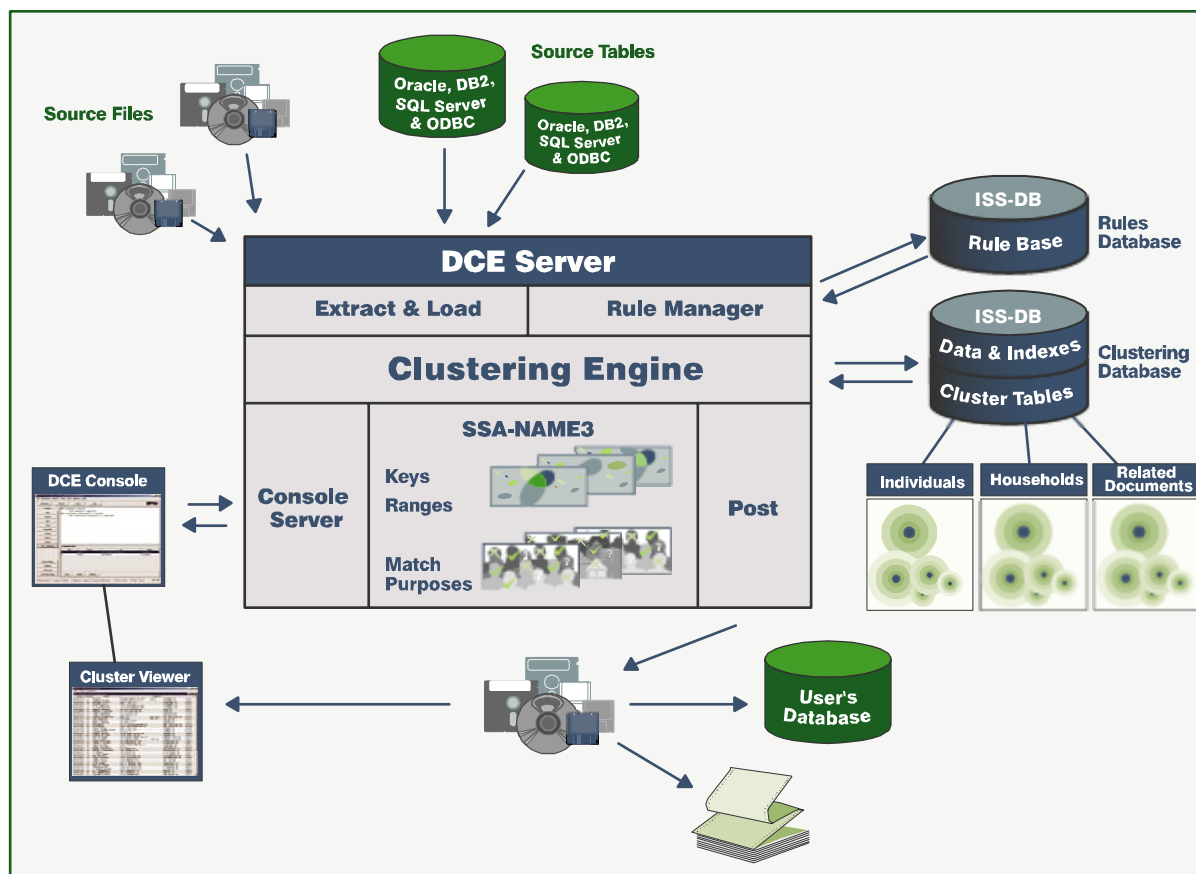 Source Files
Source Tables
Oracle, DB2,
SQL Server
& ODBC
Oracle, DB2,
SQL Server
& ODBC
ISS-DB
Rule Base
Rules
Database
DCE Server
Extract & Load
Rule Manager
Clustering Engine
ISS-DB
Data & Indexes
Cluster Tables
Clustering
Database
SSA-NAME3
Keys
Ranges
Match
Purposes
Console
Server
Post
DCE Console
Individuals
Households
Related
Documents
Cluster Viewer
User's
Database